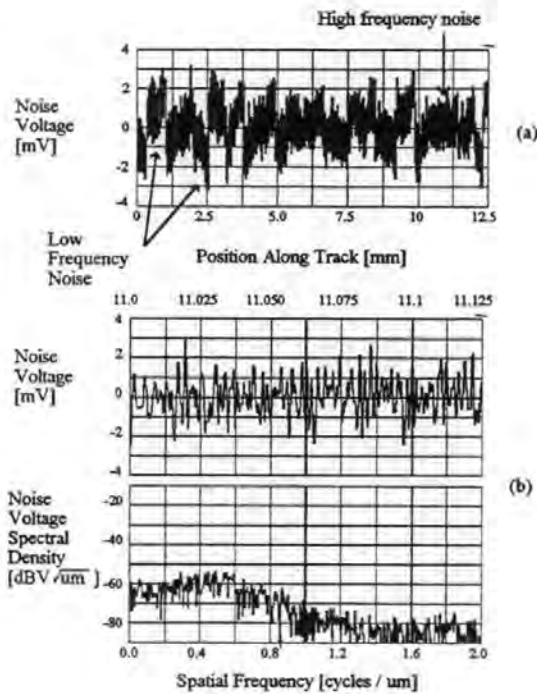 High frequency noise
4
2
0
-2
-4
Noise
Voltage
[mV]
(a)
0 2.5 5.0 7.5 10 12.5
Low
Frequency
Noise
Position Along Track [mm]
11.0 11.025 11.050 11.075 11.1 11.125
4
2
0
-2
-4
Noise
Voltage
[mV]
(b)
Noise
Voltage
Spectral
Density
[dBV √um ]
-20
-40
-60
-80
0.0 0.4 0.8 1.2 1.6 2.0
Spatial Frequency [cycles / um]